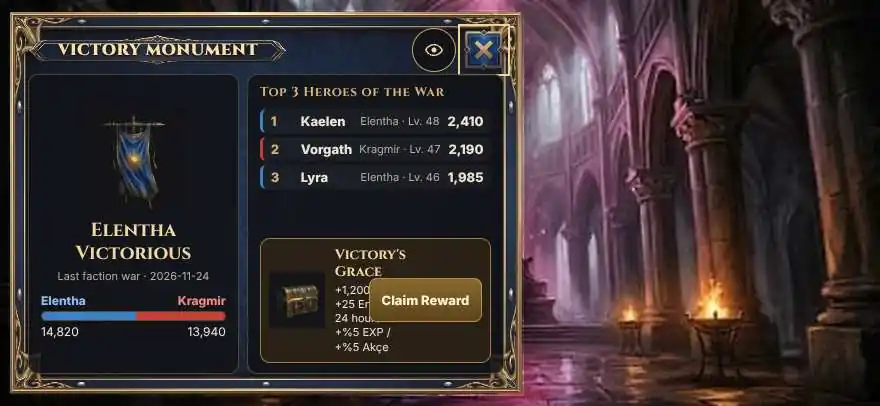 VICTORY MONUMENT
ELENTHA
VICTORIOUS
Last faction war · 2026-11-24
Elentha Kragmir
14,820 13,940
TOP 3 HEROES OF THE WAR
1 Kaelen Elentha · Lv. 48 2,410
2 Vorgath Kragmir · Lv. 47 2,190
3 Lyra Elentha · Lv. 46 1,985
VICTORY'S
GRACE
+1,200
+25
24
+%5 EXP /
+%5 Akçe
Claim Reward